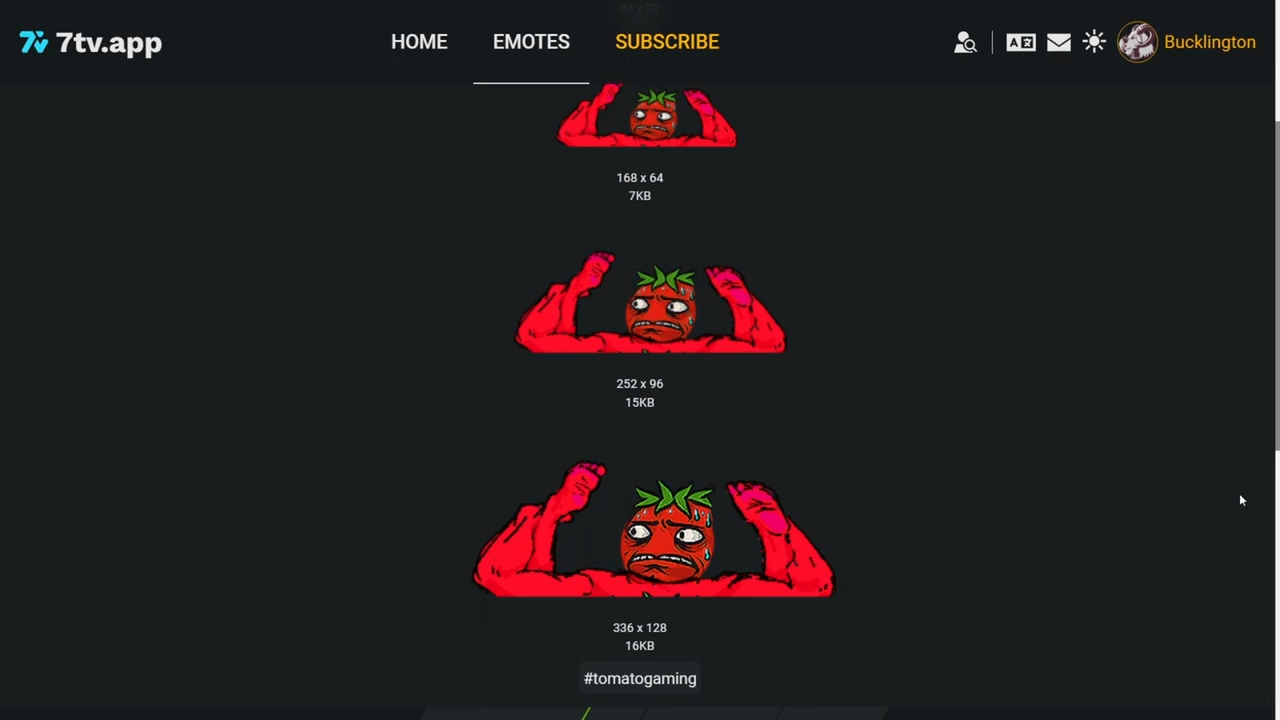 7tv.app
HOME
EMOTES
SUBSCRIBE
Bucklington
168 x 64
7KB
252 x 96
15KB
336 x 128
16KB
#tomatogaming